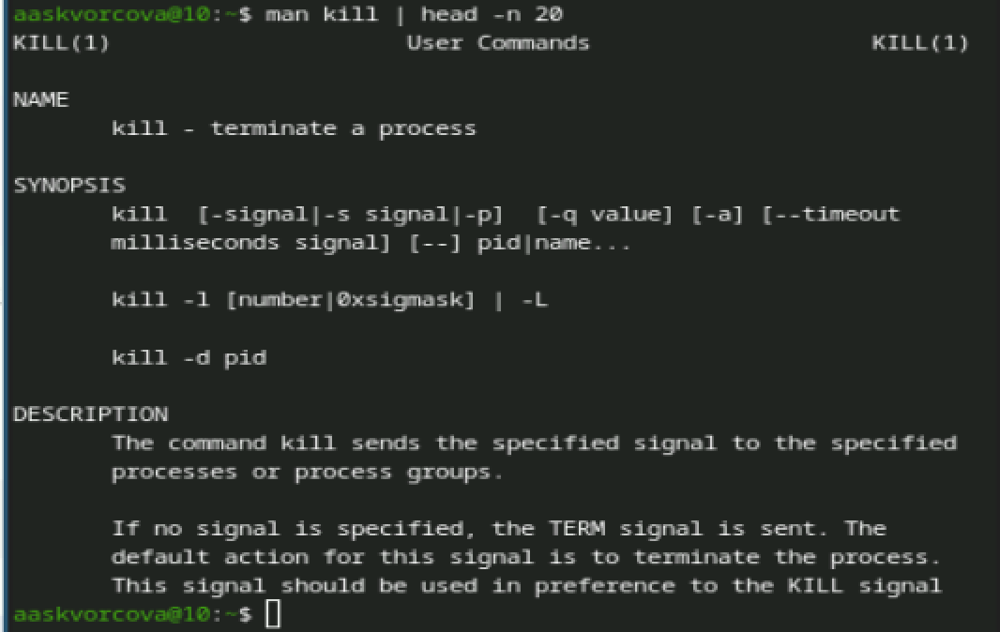 aaskvorcova@10:~$ man kill | head -n 20
KILL(1) User Commands KILL(1)
NAME
kill - terminate a process
SYNOPSIS
kill [-signal|-s signal|-p] [-q value] [-a] [--timeout
milliseconds signal] [--] pid|name...
kill -l [number|0xsigmask] | -L
kill -d pid
DESCRIPTION
The command kill sends the specified signal to the specified
processes or process groups.
If no signal is specified, the TERM signal is sent. The
default action for this signal is to terminate the process.
This signal should be used in preference to the KILL signal
aaskvorcova@10:~$